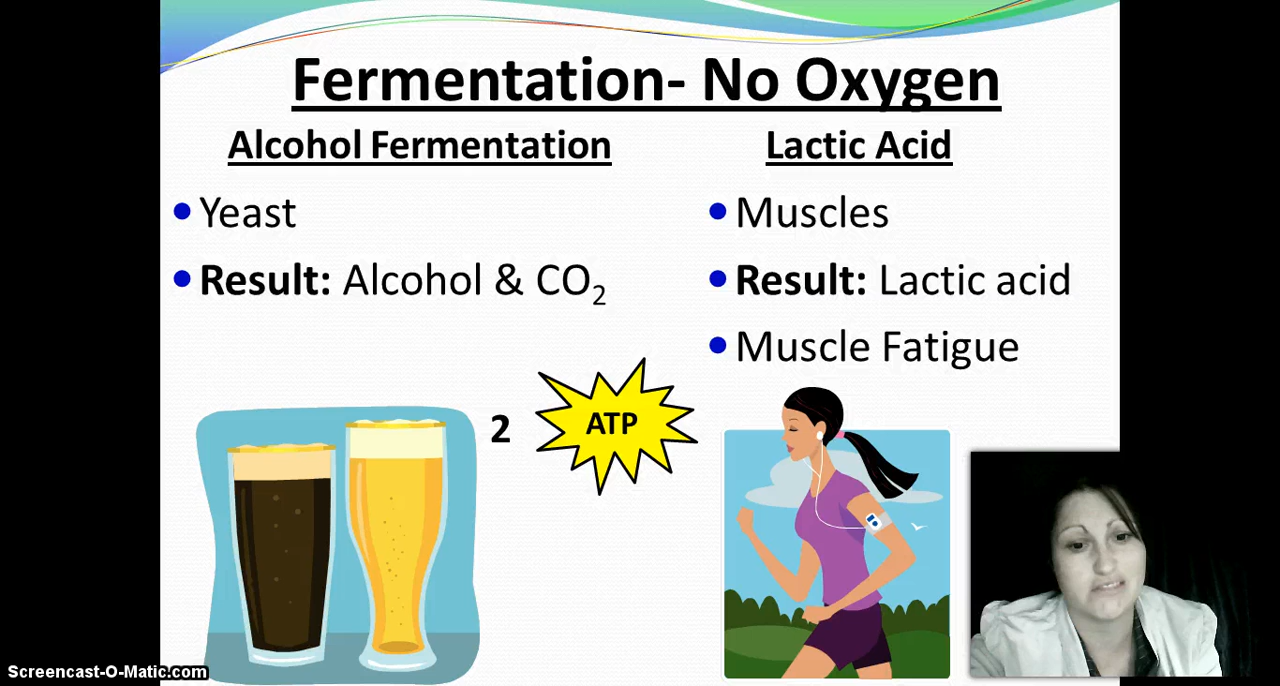 Fermentation- No Oxygen
Alcohol Fermentation
Yeast
Result: Alcohol & CO₂
Lactic Acid
Muscles
Result: Lactic acid
Muscle Fatigue
2
ATP
Screencast-O-Matic.com